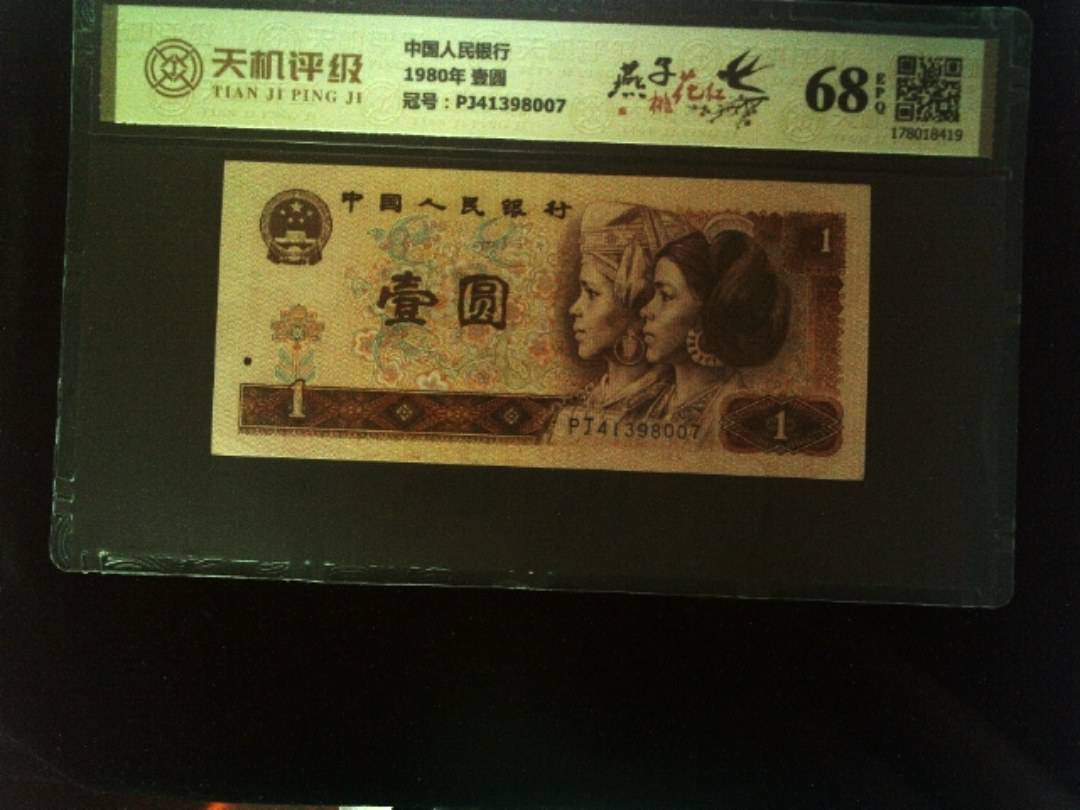 天机评级
TIAN JI PING JI
中国人民银行
1980年 壹圆
冠号：PJ41398007
燕子
桃花红
68
EPQ
178018419
中国人民银行
壹圆
1
1
PJ41398007
1